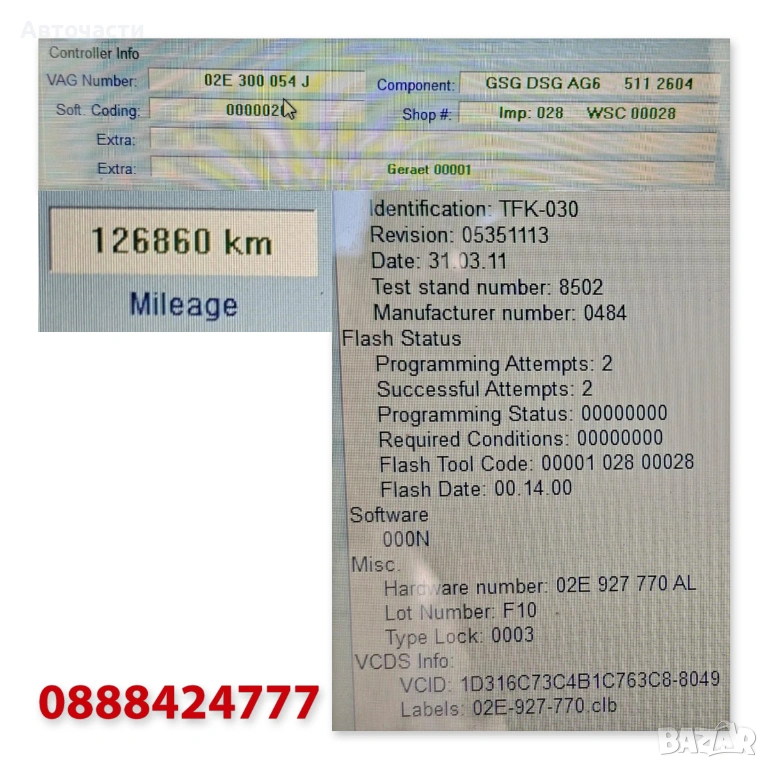 Авточасти
Controller Info
VAG Number: 02E 300 054 J Component: GSG DSG AG6 511 2604
Soft. Coding: 0000020 Shop #: Imp: 028 WSC 00028
Extra:
Extra: Geraet 00001
126860 km
Mileage
Identification: TFK-030
Revision: 05351113
Date: 31.03.11
Test stand number: 8502
Manufacturer number: 0484
Flash Status
Programming Attempts: 2
Successful Attempts: 2
Programming Status: 00000000
Required Conditions: 00000000
Flash Tool Code: 00001 028 00028
Flash Date: 00.14.00
Software
000N
Misc.
Hardware number: 02E 927 770 AL
Lot Number: F10
Type Lock: 0003
VCDS Info:
VCID: 1D316C73C4B1C763C8-8049
Labels: 02E-927-770.clb
0888424777
BAZAR